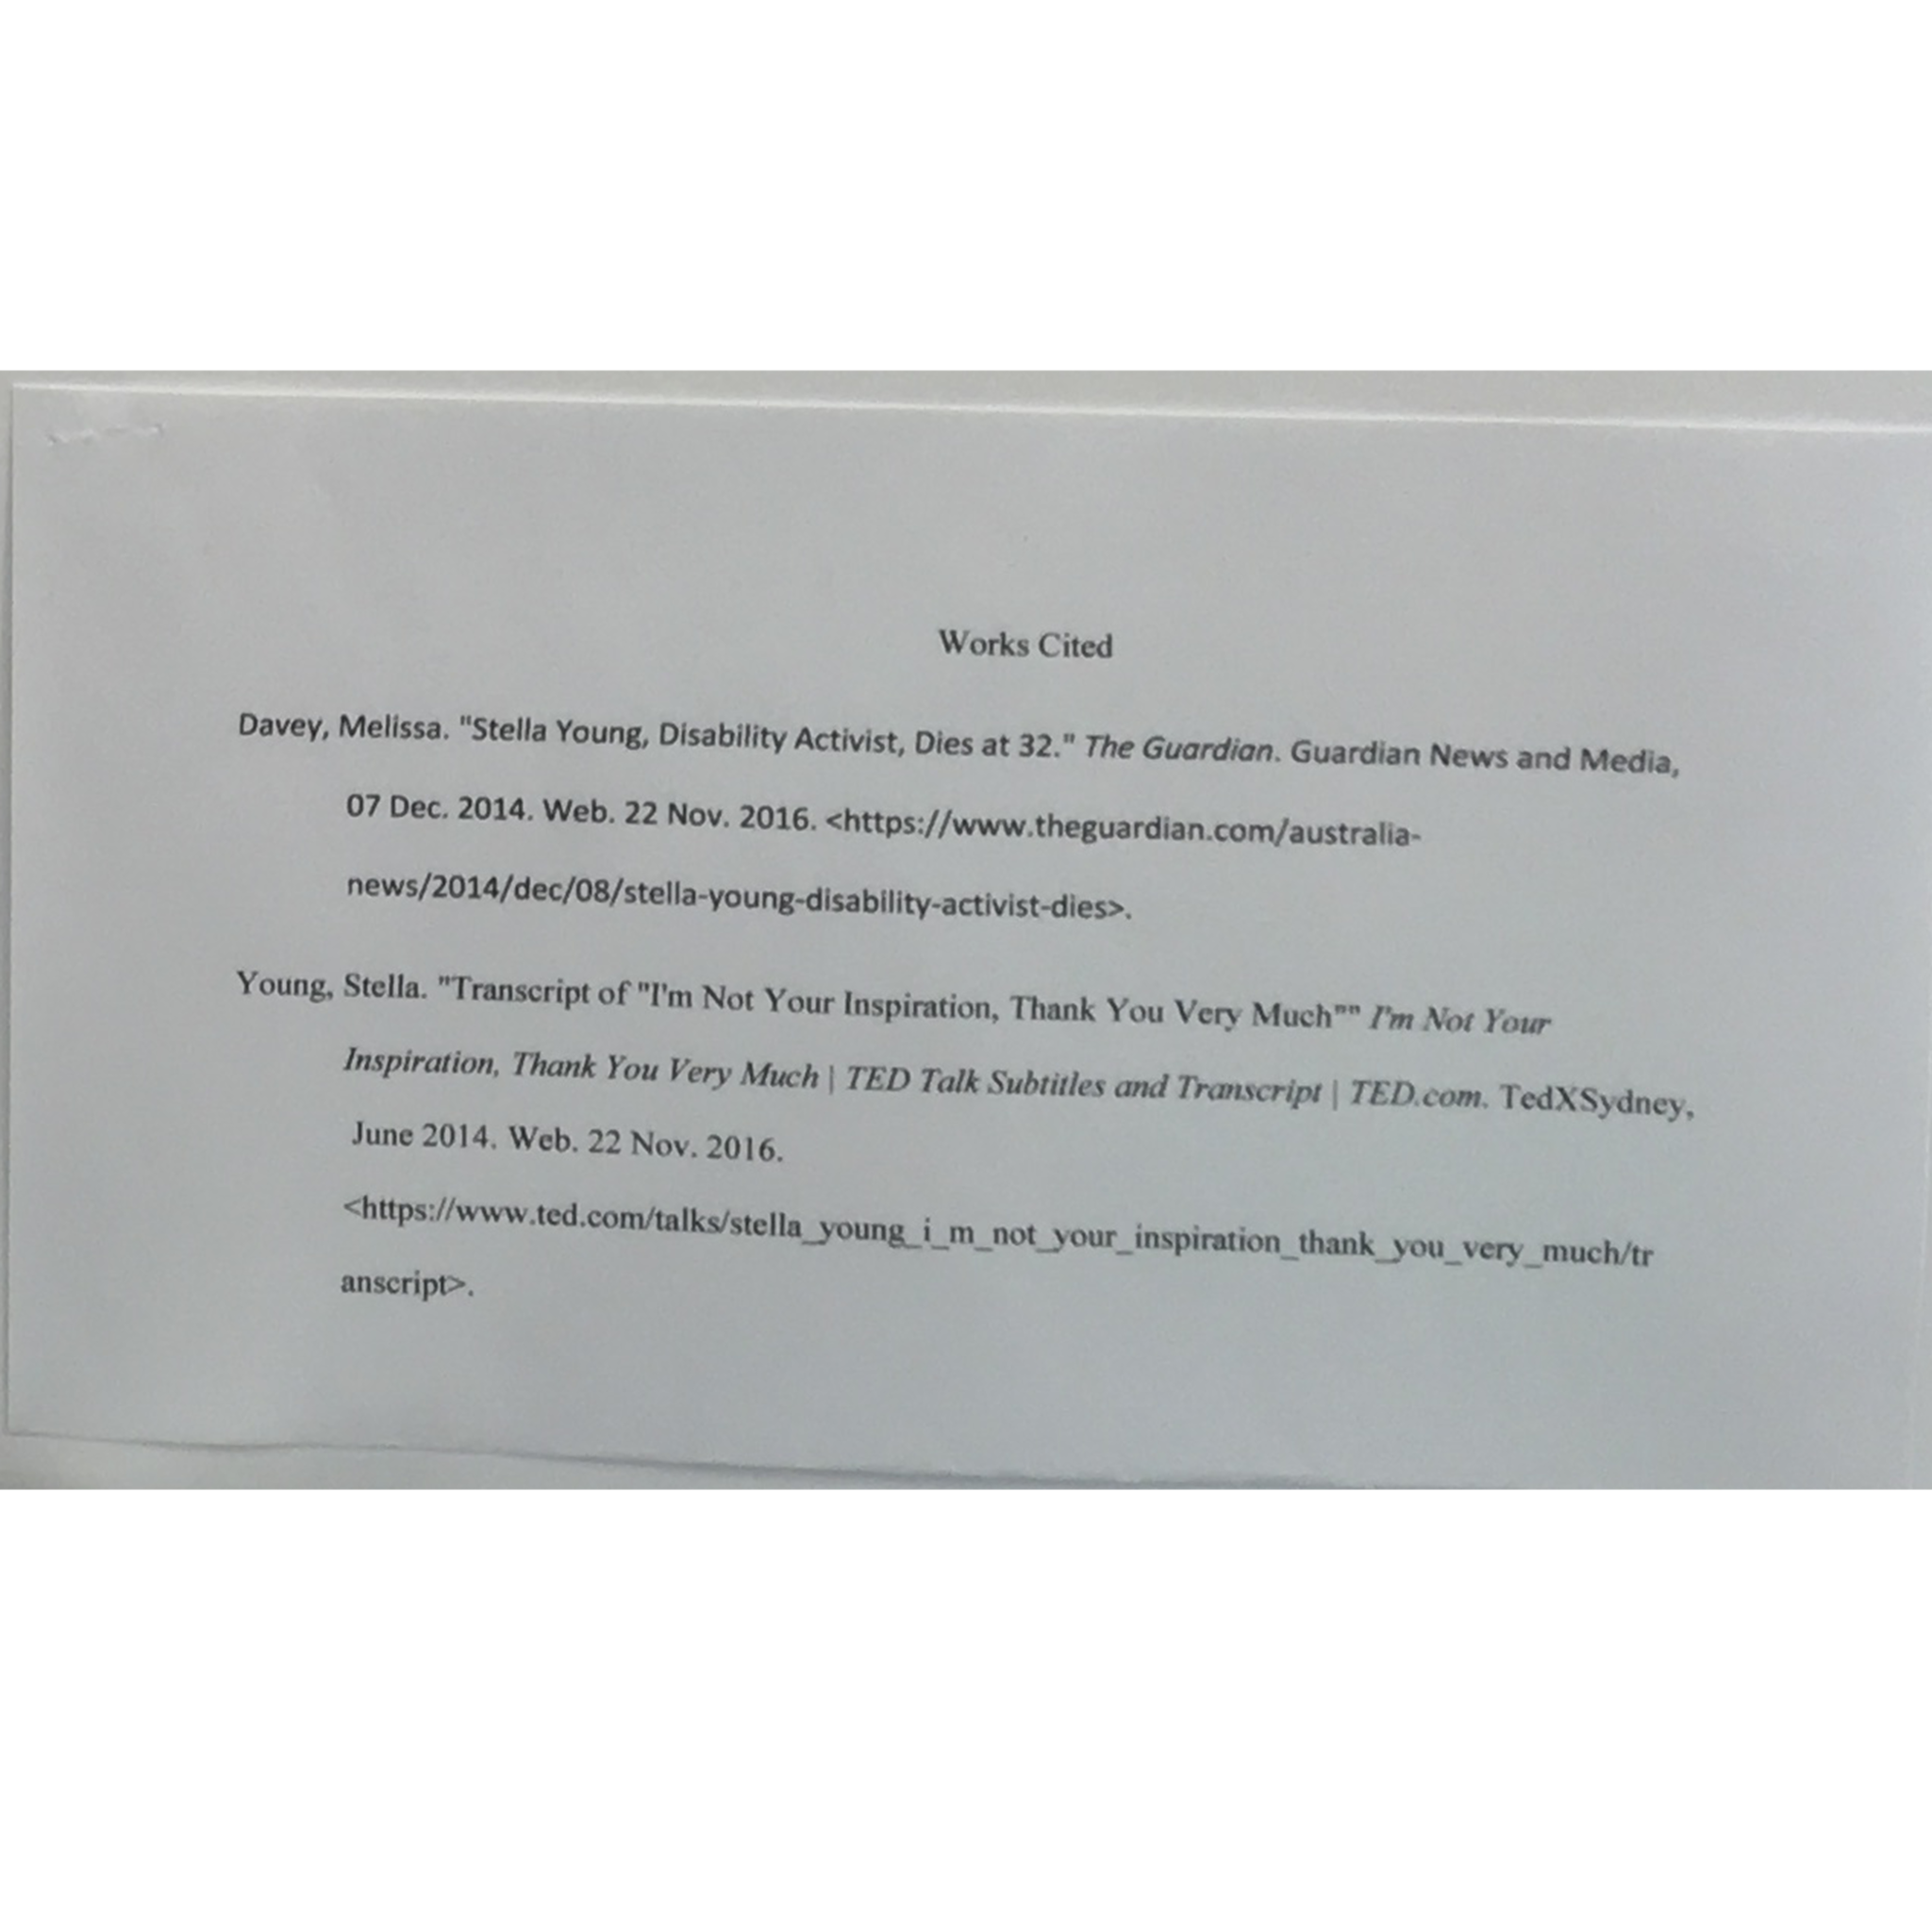 Works Cited
Davey, Melissa. "Stella Young, Disability Activist, Dies at 32." The Guardian. Guardian News and Media,
07 Dec. 2014. Web. 22 Nov. 2016. <https://www.theguardian.com/australia-
news/2014/dec/08/stella-young-disability-activist-dies>.
Young, Stella. "Transcript of "I'm Not Your Inspiration, Thank You Very Much"" I'm Not Your
Inspiration, Thank You Very Much | TED Talk Subtitles and Transcript | TED.com. TedXSydney,
June 2014. Web. 22 Nov. 2016.
<https://www.ted.com/talks/stella_young_i_m_not_your_inspiration_thank_you_very_much/tr
anscript>.